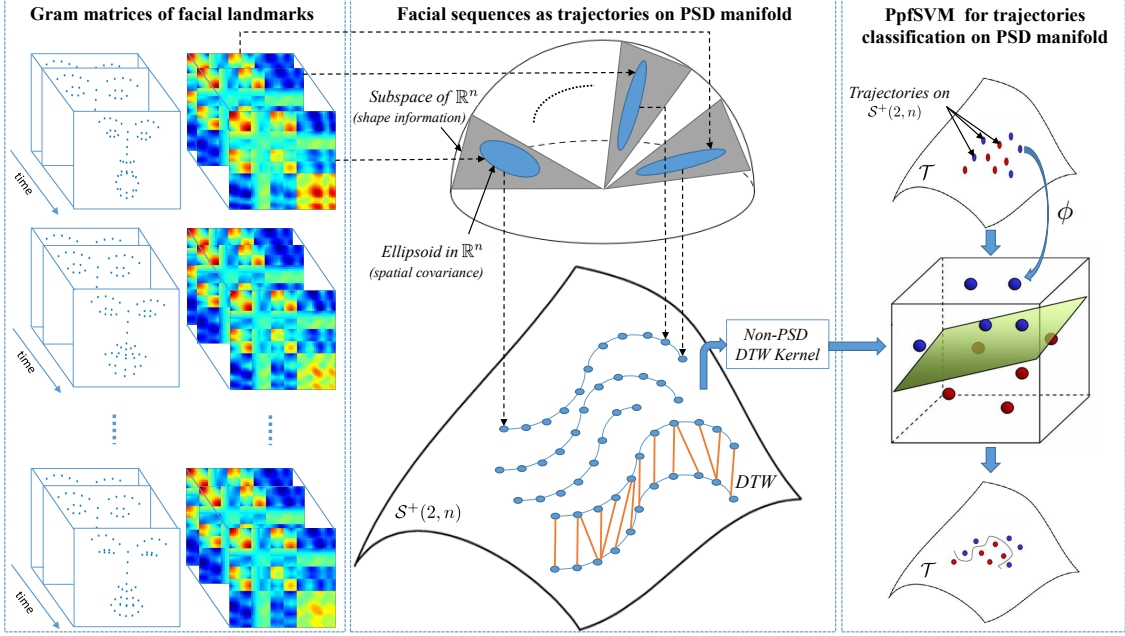 Gram matrices of facial landmarks
time
time
time
Facial sequences as trajectories on PSD manifold
Subspace of ℝⁿ
(shape information)
Ellipsoid in ℝⁿ
(spatial covariance)
Non-PSD
DTW Kernel
DTW
𝒮⁺(2, n)
PpfSVM for trajectories
classification on PSD manifold
Trajectories on
𝒮⁺(2, n)
𝒯
ϕ
𝒯